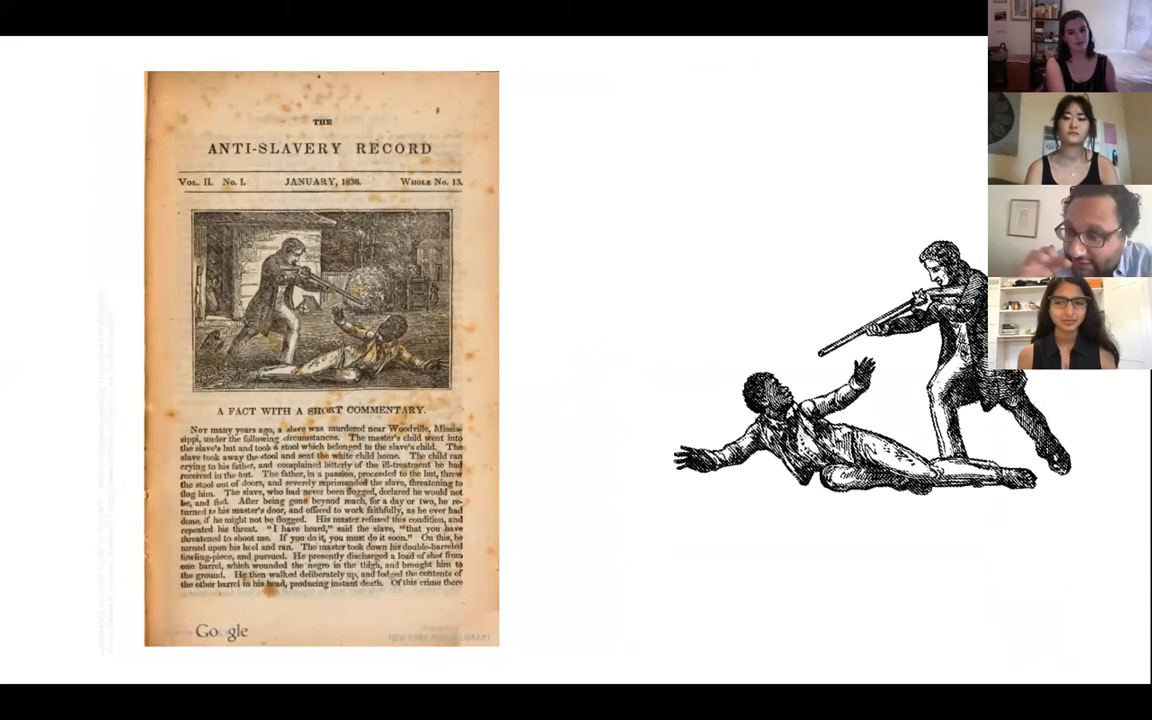 THE
ANTI-SLAVERY RECORD
VOL. II. No. I. JANUARY, 1836. WHOLE NO. 13.
A FACT WITH A SHORT COMMENTARY.
Not many years ago, a slave was murdered near Woodville, Missis-
sippi, under the following circumstances. The master's child went into
the slave's hut and took a stool which belonged to the slave's child. The
slave took away the stool and sent the white child home. The child ran
crying to his father, and complained bitterly of the ill-treatment he had
received in the hut. The father, in a passion, proceeded to the hut, threw
the stool out of doors, and severely reprimanded the slave, threatening to
flog him. The slave, who had never been flogged, declared he would not
be, and fled. After being gone beyond reach, for a day or two, he re-
turned to his master's door, and offered to work faithfully, as he ever had
done, if he might not be flogged. His master refused this condition, and
repeated his threat. "I have heard," said the slave, "that you have
threatened to shoot me. If you do it, you must do it soon." On this, he
turned upon his heel and ran. The master took down his double-barreled
fowling-piece, and pursued. He presently discharged a load of shot from
one barrel, which wounded the negro in the thigh, and brought him to
the ground. He then walked deliberately up, and lodged the contents of
the other barrel in his head, producing instant death. Of this crime there
Google
NEW YORK PUBLIC LIBRARY